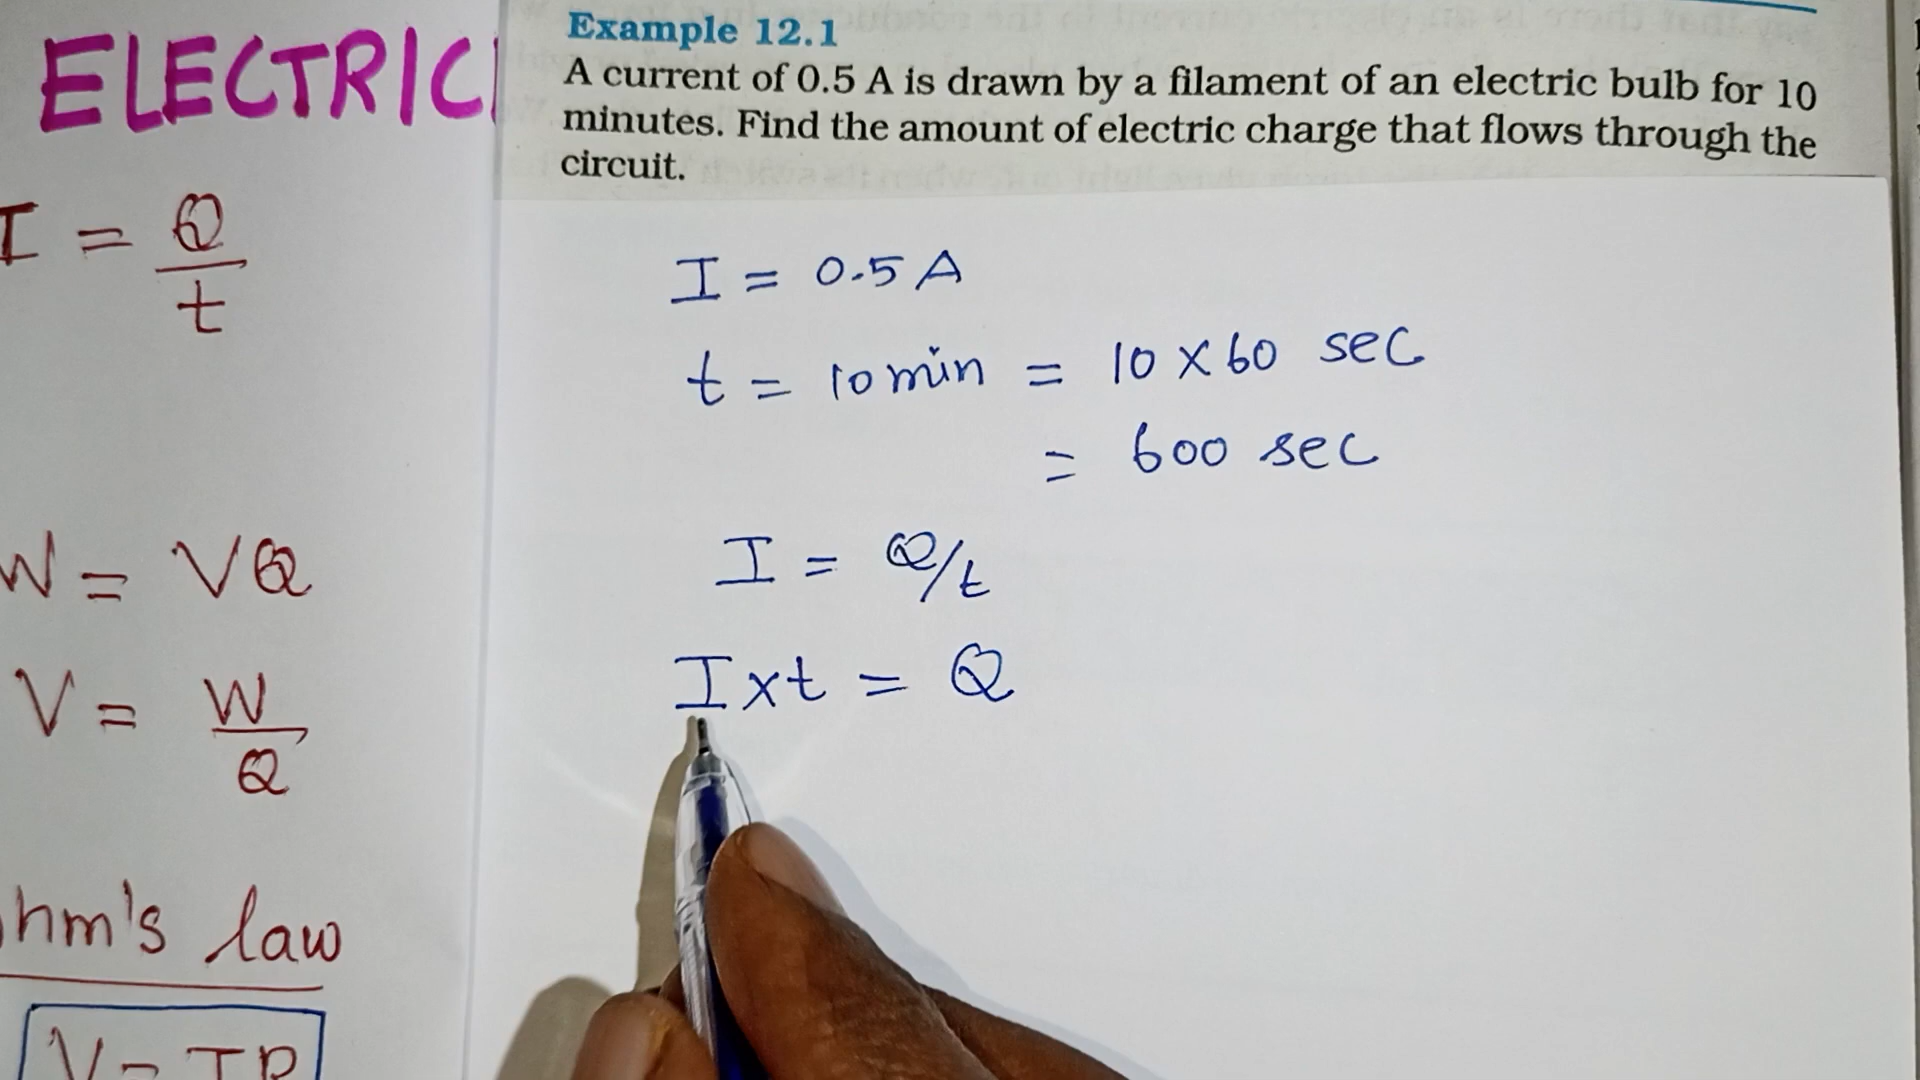 ELECTRIC
I = Q
t
W = VQ
V = W
Q
hm's law
V = IR
Example 12.1
A current of 0.5 A is drawn by a filament of an electric bulb for 10
minutes. Find the amount of electric charge that flows through the
circuit.
I = 0.5 A
t = 10 min = 10 x 60 sec
= 600 sec
I = Q/t
I x t = Q